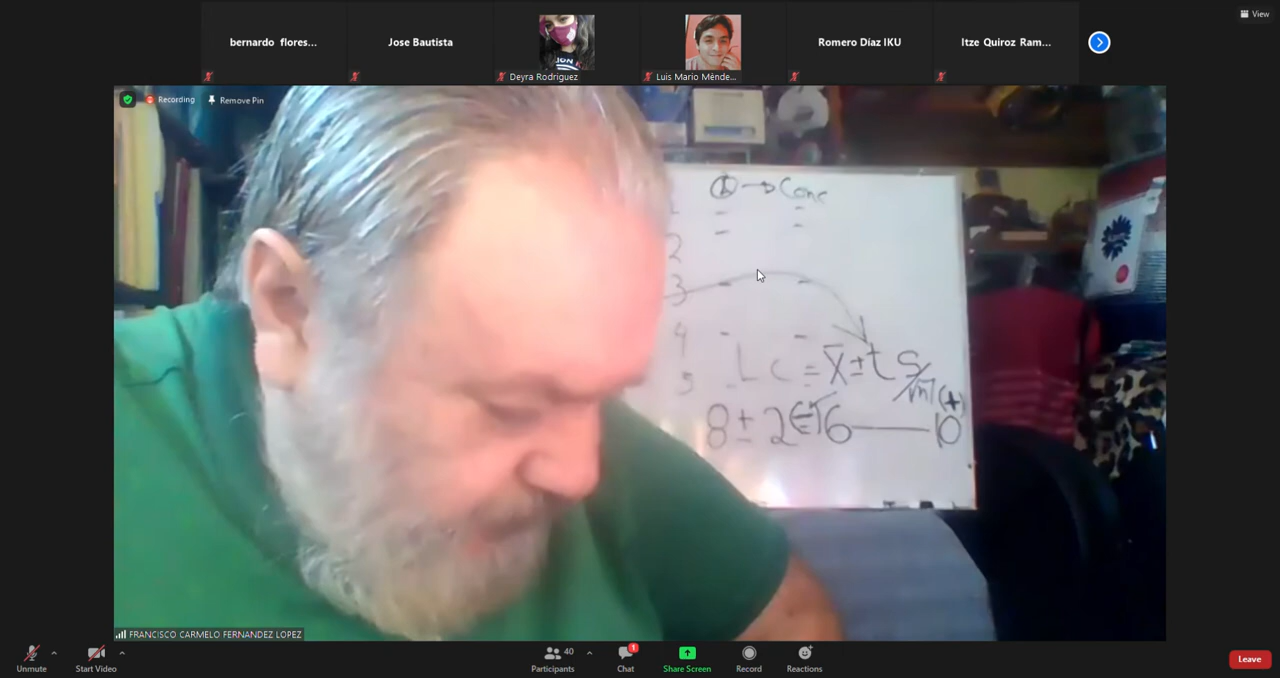 View
bernardo flores...
Jose Bautista
Deyra Rodriguez
Luis Mario Ménde...
Romero Díaz IKU
Itze Quiroz Ram...
Recording
Remove Pin
→ Conc
2
3
4
5
Lc = x̄ ± t s/√n
8 ± 2 6 — 10
(+)
FRANCISCO CARMELO FERNANDEZ LOPEZ
Unmute
Start Video
Participants
40
Chat
1
Share Screen
Record
Reactions
Leave